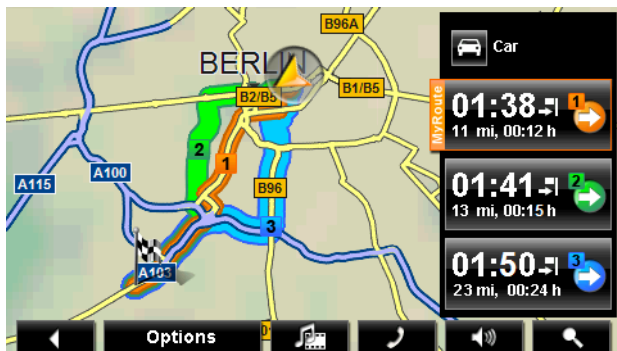 B96A
BERLIN
B2/B5
B1/B5
2
1
A100
A115
B96
3
A103
Car
MyRoute
01:38
1
11 mi, 00:12 h
01:41
2
13 mi, 00:15 h
01:50
3
23 mi, 00:24 h
Options